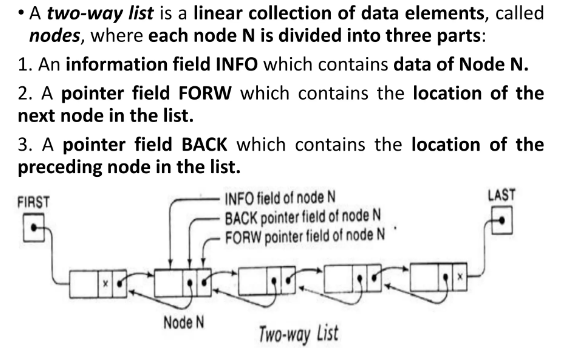 • A two-way list is a linear collection of data elements, called
nodes, where each node N is divided into three parts:
1. An information field INFO which contains data of Node N.
2. A pointer field FORW which contains the location of the
next node in the list.
3. A pointer field BACK which contains the location of the
preceding node in the list.
FIRST
INFO field of node N
BACK pointer field of node N
FORW pointer field of node N
LAST
x
x
Node N
Two-way List